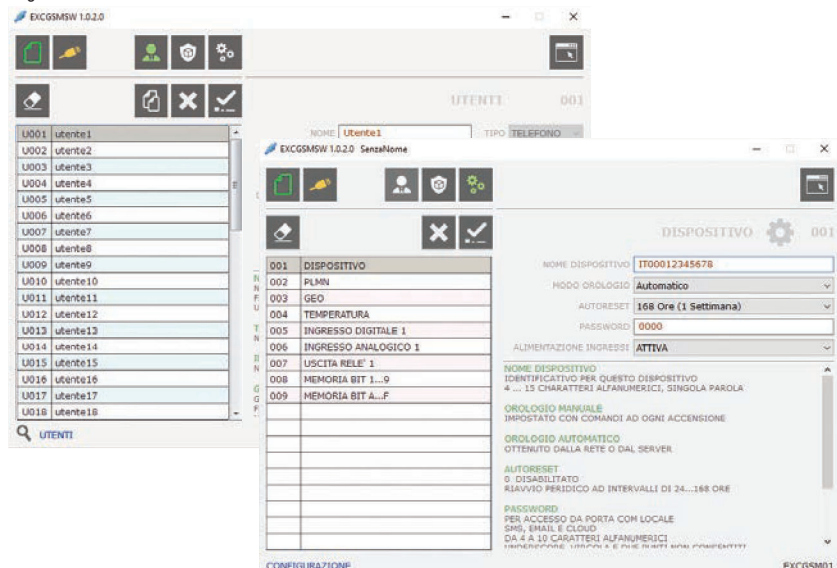 EXCGSMSW 1.0.2.0
UTENTI 001
NOME Utente1 TIPO TELEFONO
U001 utente1
U002 utente2
U003 utente3
U004 utente4
U005 utente5
U006 utente6
U007 utente7
U008 utente8
U009 utente9
U010 utente10
U011 utente11
U012 utente12
U013 utente13
U014 utente14
U015 utente15
U016 utente16
U017 utente17
U018 utente18
UTENTI
EXCGSMSW 1.0.2.0 SenzaNome
DISPOSITIVO 001
001 DISPOSITIVO
002 PLMN
003 GEO
004 TEMPERATURA
005 INGRESSO DIGITALE 1
006 INGRESSO ANALOGICO 1
007 USCITA RELE' 1
008 MEMORIA BIT 1...9
009 MEMORIA BIT A...F
NOME DISPOSITIVO IT00012345678
MODO OROLOGIO Automatico
AUTORESET 168 Ore (1 Settimana)
PASSWORD 0000
ALIMENTAZIONE INGRESSI ATTIVA
NOME DISPOSITIVO
IDENTIFICATIVO PER QUESTO DISPOSITIVO
4 ... 15 CHARATTERI ALFANUMERICI, SINGOLA PAROLA
OROLOGIO MANUALE
IMPOSTATO CON COMANDI AD OGNI ACCENSIONE
OROLOGIO AUTOMATICO
OTTENUTO DALLA RETE O DAL SERVER
AUTORESET
0 DISABILITATO
RIAVVIO PERIDICO AD INTERVALLI DI 24...168 ORE
PASSWORD
PER ACCESSO DA PORTA COM LOCALE
SMS, EMAIL E CLOUD
DA 4 A 10 CARATTERI ALFANUMERICI
UNDERSCORE, VIRGOLA E DUE PUNTI NON CONSENTITI
CONFIGURAZIONE
EXCGSM01